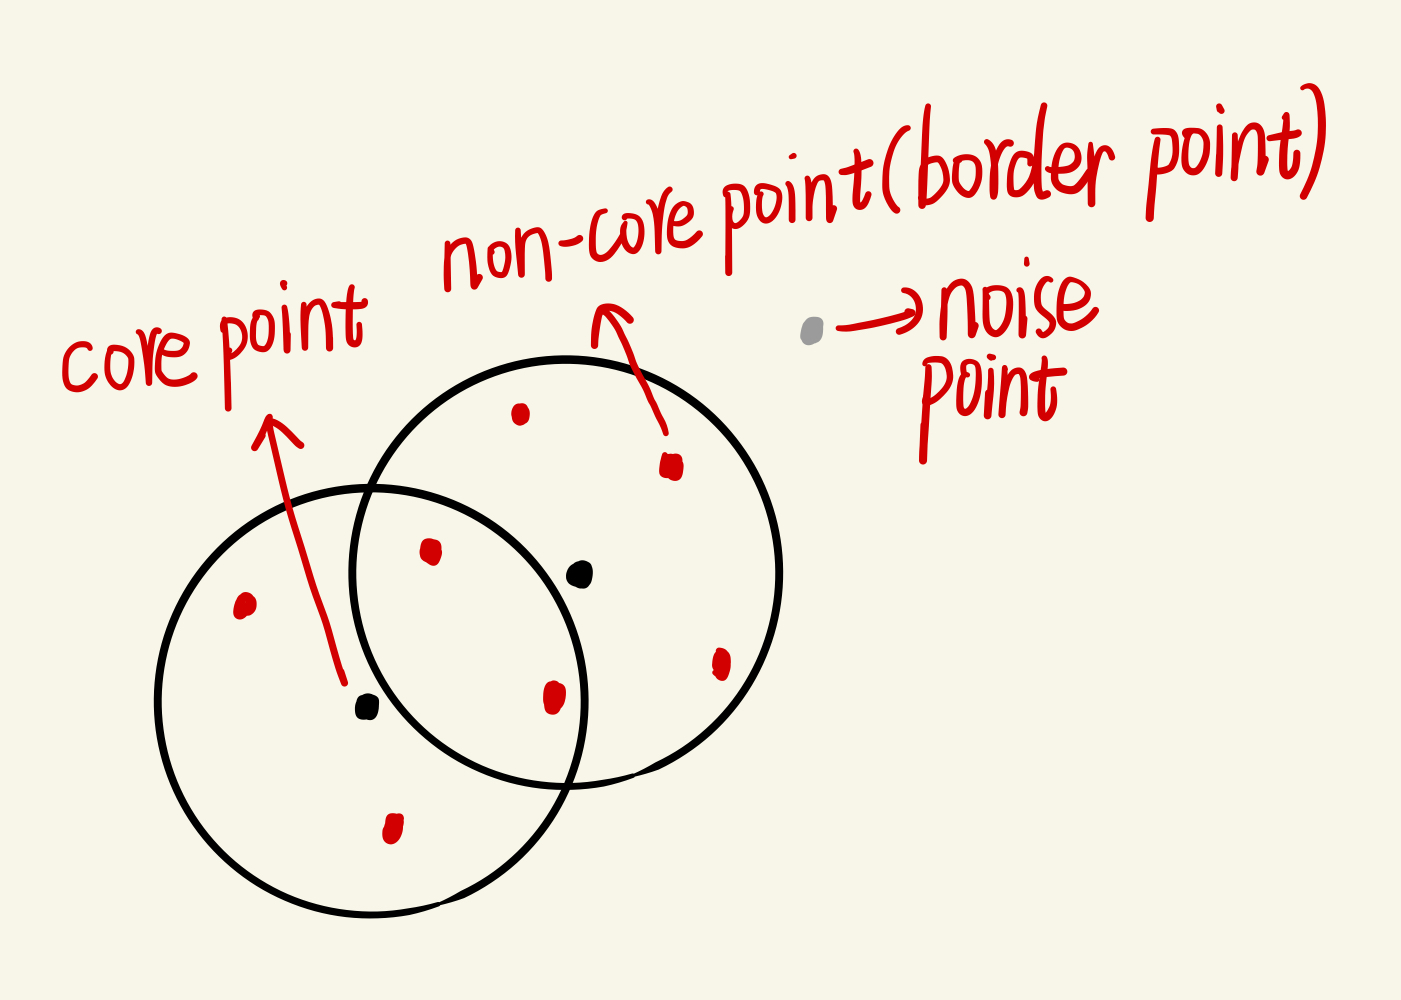 non-core point(border point)
core point
noise
point